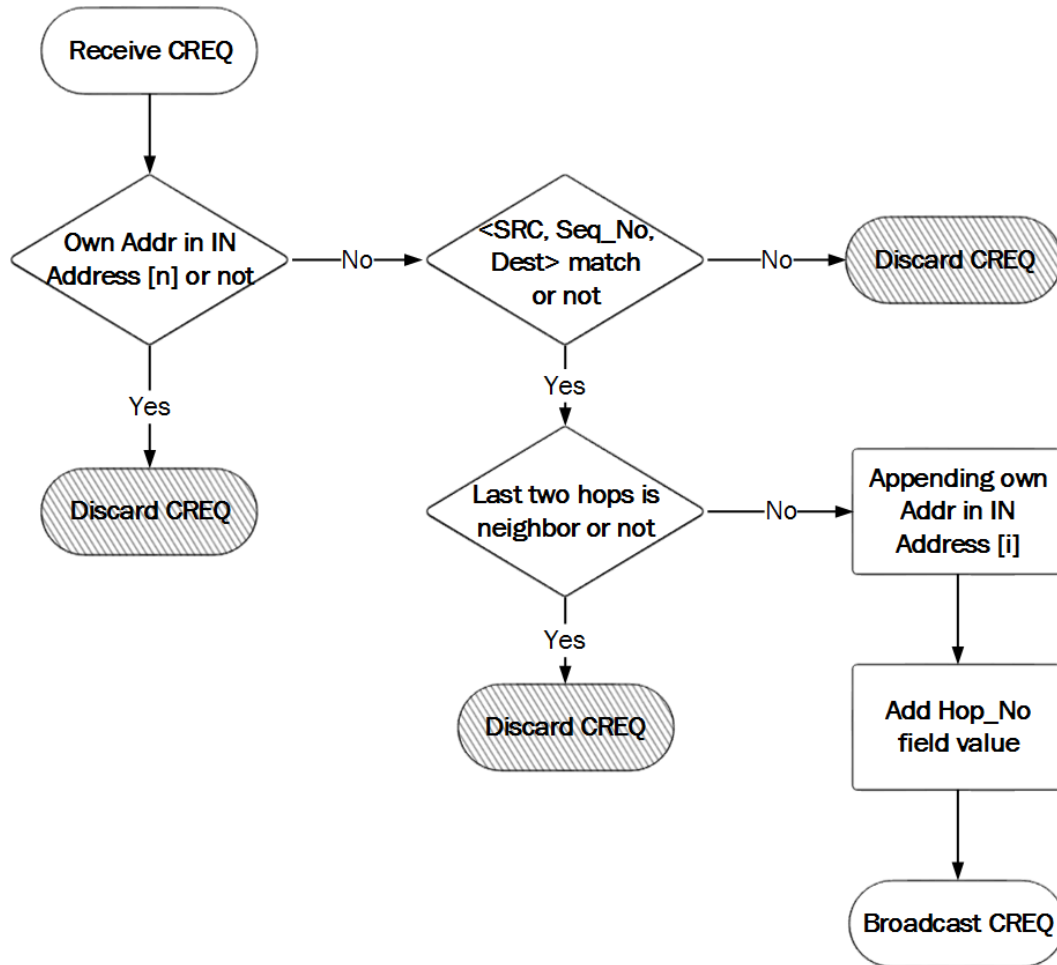 Receive CREQ
Own Addr in IN
Address [n] or not
No
<SRC, Seq_No,
Dest> match
or not
No
Discard CREQ
Yes
Discard CREQ
Yes
Last two hops is
neighbor or not
No
Appending own
Addr in IN
Address [i]
Yes
Discard CREQ
Add Hop_No
field value
Broadcast CREQ